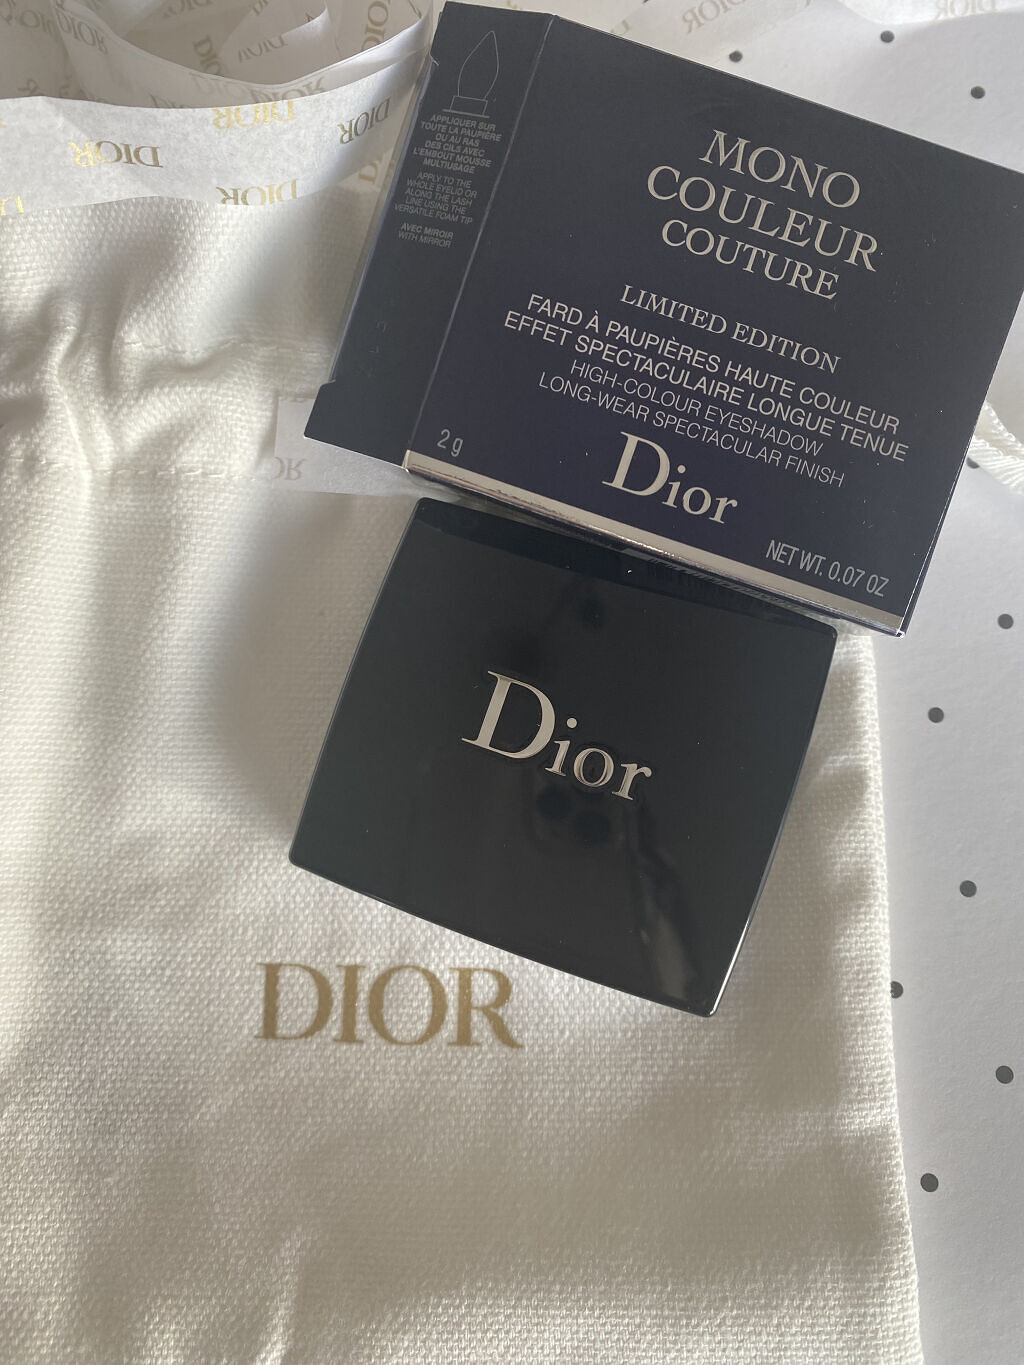 DIOR
DIOR
DIOR
DIOR
DIOR
APPLIQUER SUR
TOUTE LA PAUPIÈRE
OU AU RAS
DES CILS AVEC
L'EMBOUT MOUSSE
MULTIUSAGE
APPLY TO THE
WHOLE EYELID OR
ALONG THE LASH
LINE USING THE
VERSATILE FOAM TIP
AVEC MIROIR
WITH MIRROR
MONO
COULEUR
COUTURE
LIMITED EDITION
FARD À PAUPIÈRES HAUTE COULEUR
EFFET SPECTACULAIRE LONGUE TENUE
HIGH-COLOUR EYESHADOW
LONG-WEAR SPECTACULAR FINISH
2 g
Dior
NET WT. 0.07 OZ
Dior
DIOR